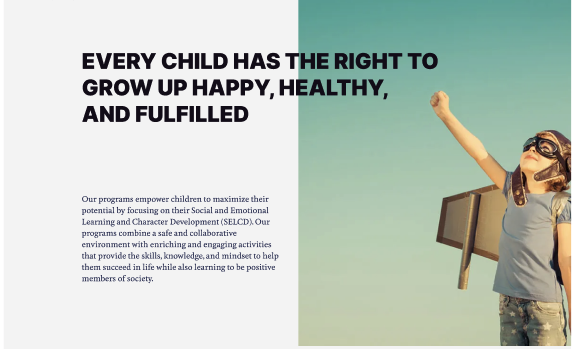 EVERY CHILD HAS THE RIGHT TO
GROW UP HAPPY, HEALTHY,
AND FULFILLED
Our programs empower children to maximize their
potential by focusing on their Social and Emotional
Learning and Character Development (SELCD). Our
programs combine a safe and collaborative
environment with enriching and engaging activities
that provide the skills, knowledge, and mindset to help
them succeed in life while also learning to be positive
members of society.